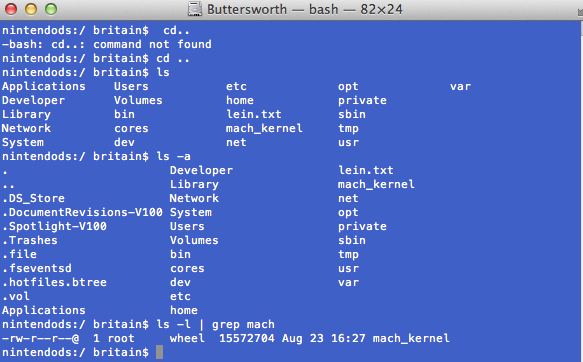 Buttersworth — bash — 82×24
nintendods:/ britain$  cd..
-bash: cd..: command not found
nintendods:/ britain$ cd ..
nintendods:/ britain$ ls
Applications    Users           etc             opt             var
Developer       Volumes         home            private
Library         bin             lein.txt        sbin
Network         cores           mach_kernel     tmp
System          dev             net             usr
nintendods:/ britain$ ls -a
.                       Developer               lein.txt
..                      Library                 mach_kernel
.DS_Store               Network                 net
.DocumentRevisions-V100 System                  opt
.Spotlight-V100         Users                   private
.Trashes                Volumes                 sbin
.file                   bin                     tmp
.fseventsd              cores                   usr
.hotfiles.btree         dev                     var
.vol                    etc
Applications            home
nintendods:/ britain$ ls -l | grep mach
-rw-r--r--@  1 root     wheel  15572704 Aug 23 16:27 mach_kernel
nintendods:/ britain$